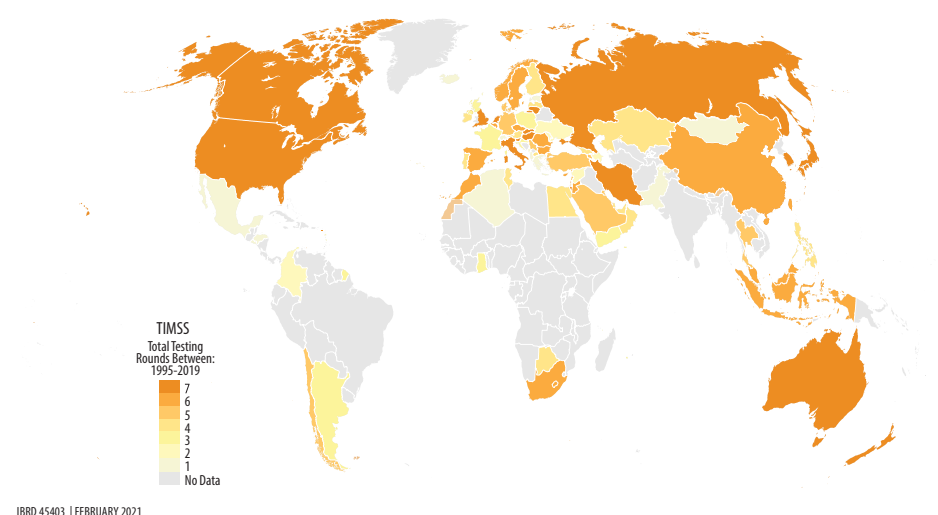 TIMSS
Total Testing
Rounds Between:
1995-2019
7
6
5
4
3
2
1
No Data
IBRD 45403 | FEBRUARY 2021